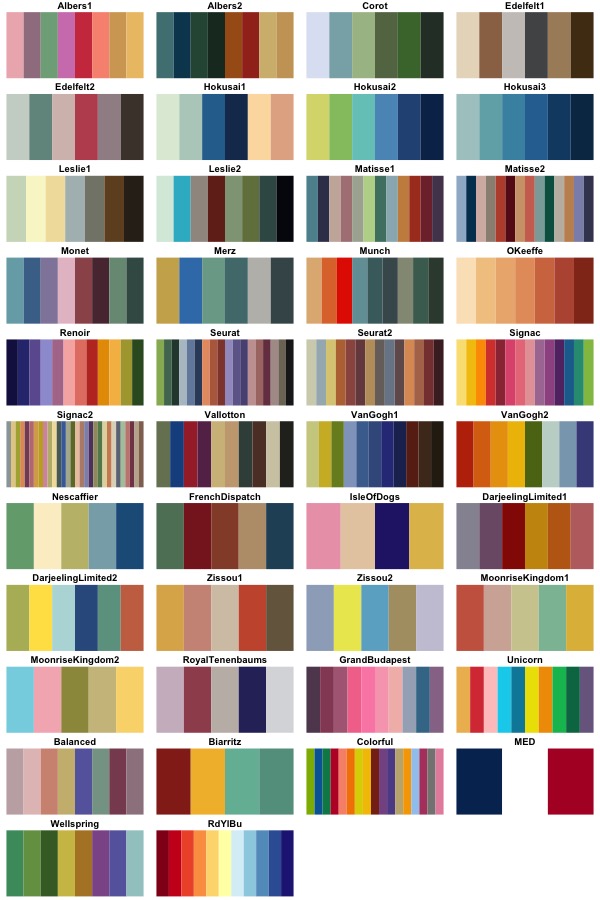 Albers1 Albers2 Corot Edelfelt1
Edelfelt2 Hokusai1 Hokusai2 Hokusai3
Leslie1 Leslie2 Matisse1 Matisse2
Monet Merz Munch OKeeffe
Renoir Seurat Seurat2 Signac
Signac2 Vallotton VanGogh1 VanGogh2
Nescaffier FrenchDispatch IsleOfDogs DarjeelingLimited1
DarjeelingLimited2 Zissou1 Zissou2 MoonriseKingdom1
MoonriseKingdom2 RoyalTenenbaums GrandBudapest Unicorn
Balanced Biarritz Colorful MED
Wellspring RdYlBu